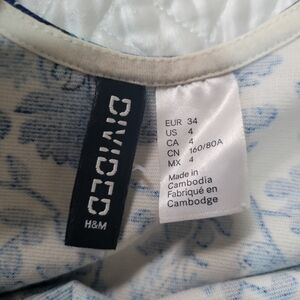 DIVIDED
H&M
EUR 34
US 4
CA 4
CN 160/80A
MX 4
Made in
Cambodia
Fabriqué en
Cambodge